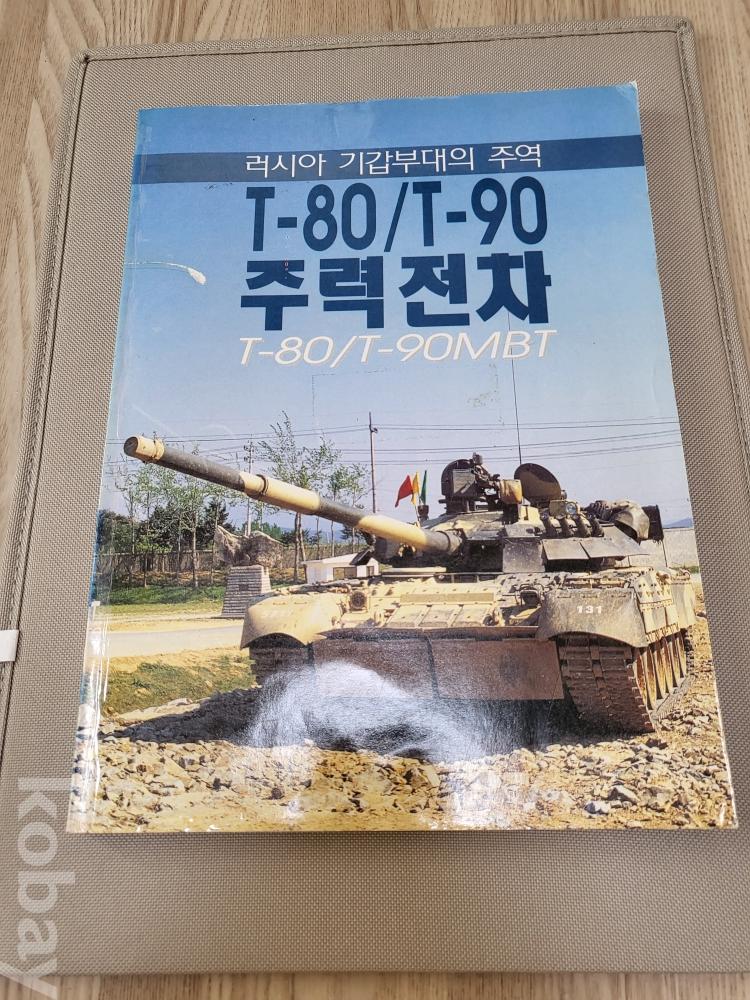 러시아 기갑부대의 주역
T-80/T-90
주력전차
T-80/T-90MBT
131
kobay